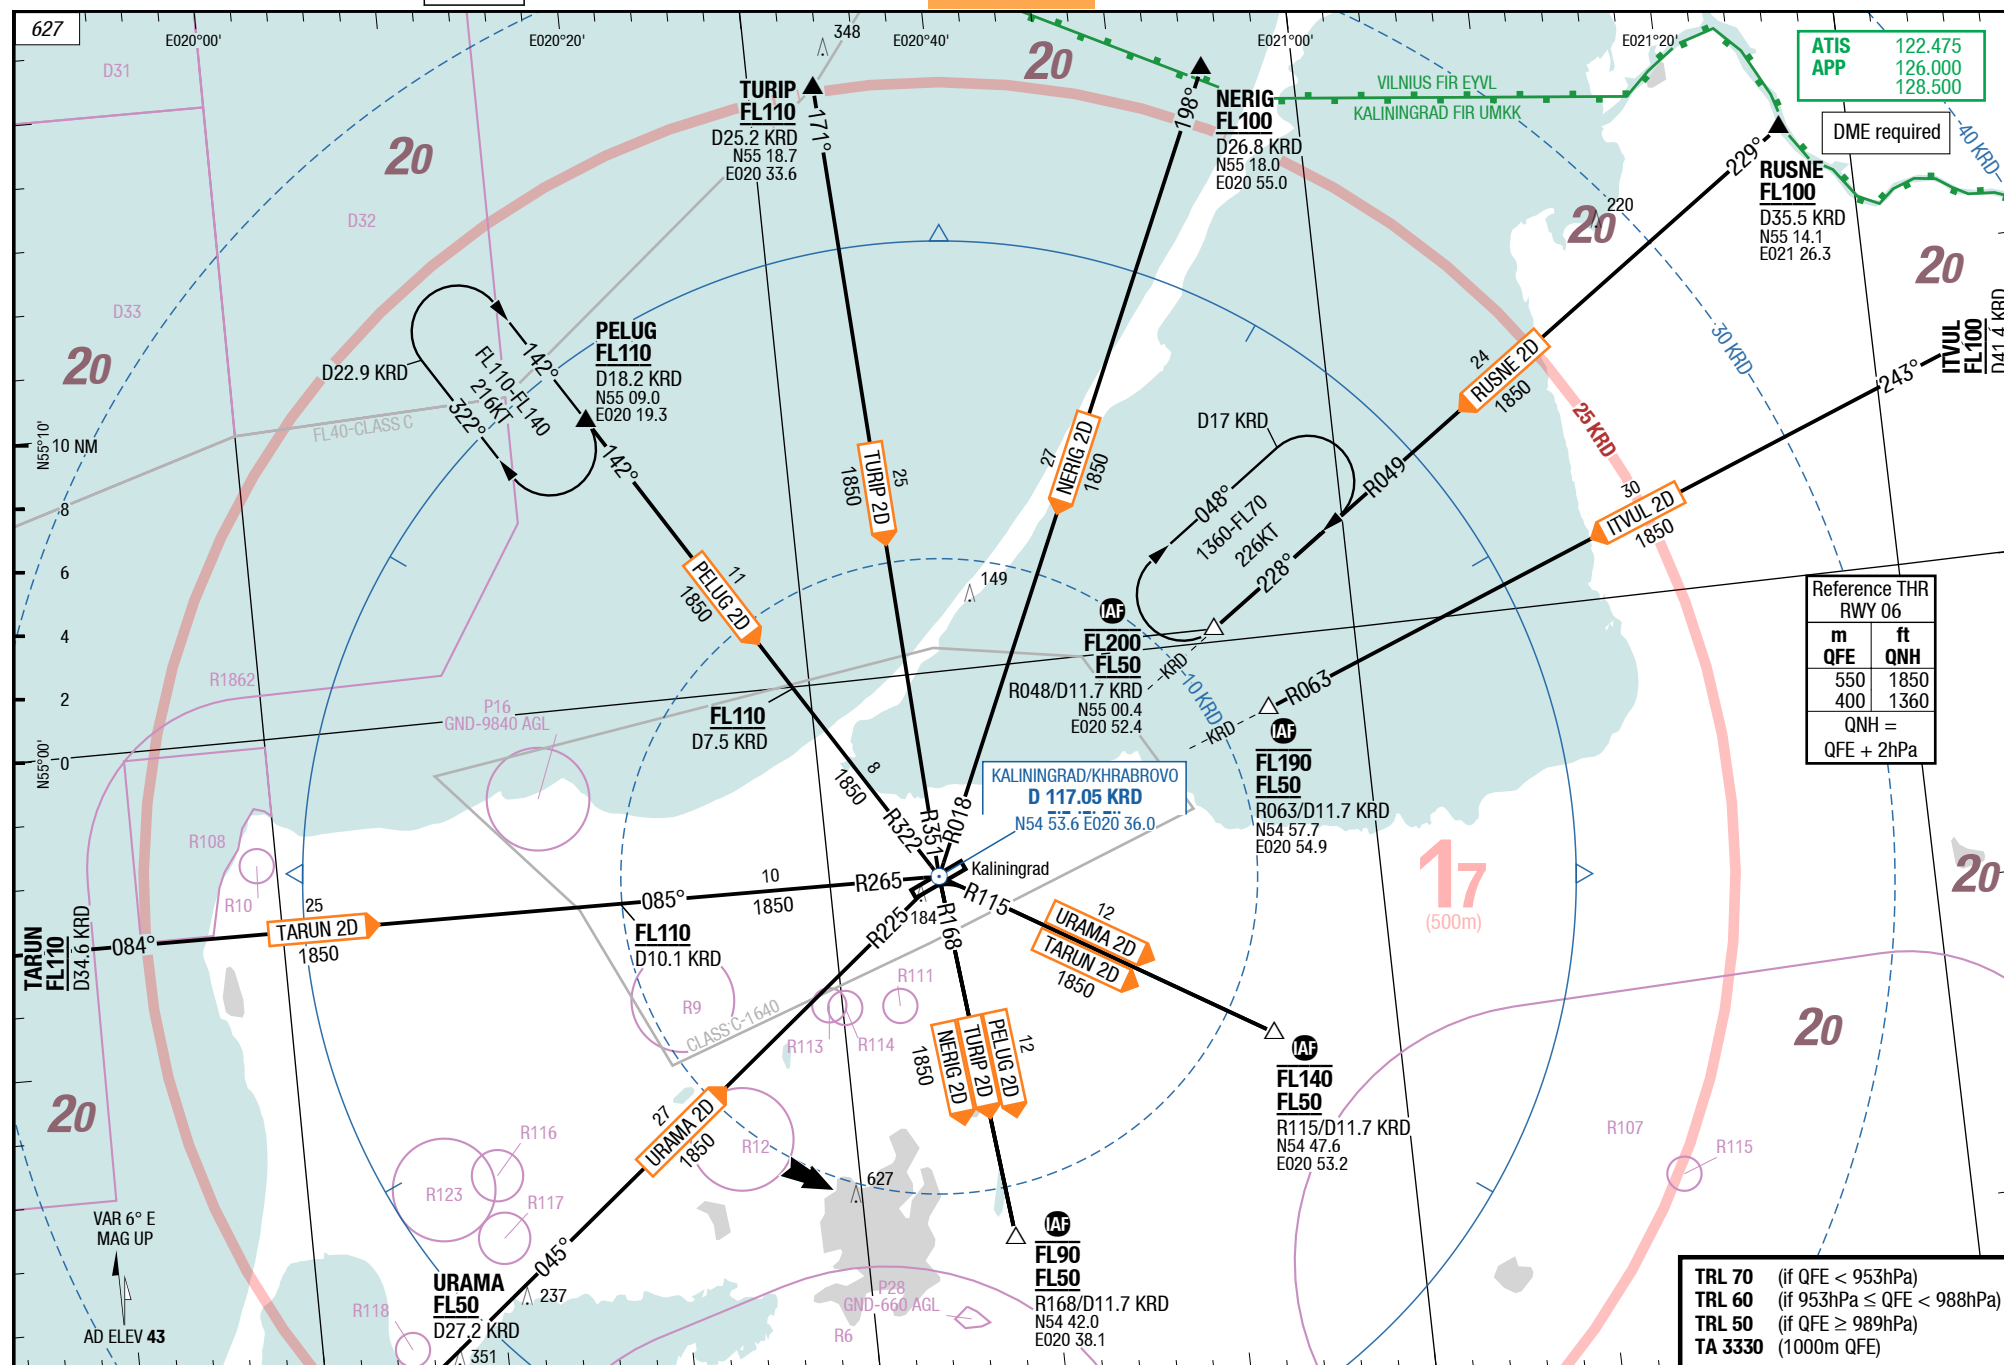 627
E020°00'
E020°20'
E020°40'
E021°00'
E021°20'
ATIS 122.475
APP 126.000
128.500
DME required
D31
D32
D33
20
20
20
20
20
20
20
20
20
348
TURIP
FL110
D25.2 KRD
N55 18.7
E020 33.6
171°
198°
NERIG
FL100
D26.8 KRD
N55 18.0
E020 55.0
VILNIUS FIR EYVL
KALININGRAD FIR UMKK
40 KRD
229°
RUSNE
FL100
D35.5 KRD
N55 14.1
E021 26.3
220
ITVUL
FL100
D41.4 KRD
243°
30 KRD
25 KRD
PELUG
FL110
D18.2 KRD
N55 09.0
E020 19.3
D22.9 KRD
142°
FL110-FL140
216KT
322°
142°
FL40-CLASS C
N55°10'
10 NM
8
6
4
2
0
N55°00'
25
TURIP 2D
1850
27
NERIG 2D
1850
24
RUSNE 2D
1850
D17 KRD
048°
1360-FL70
226KT
228°
R049
30
ITVUL 2D
1850
R063
11
PELUG 2D
1850
149
IAF
FL200
FL50
R048/D11.7 KRD
N55 00.4
E020 52.4
KRD
10 KRD
KRD
IAF
FL190
FL50
R063/D11.7 KRD
N54 57.7
E020 54.9
Reference THR
RWY 06
m ft
QFE QNH
550 1850
400 1360
QNH =
QFE + 2hPa
R1862
P16
GND-9840 AGL
FL110
D7.5 KRD
8
1850
R322
R351
R018
KALININGRAD/KHRABROVO
D 117.05 KRD
N54 53.6 E020 36.0
Kaliningrad
R108
R10
TARUN
FL110
D34.6 KRD
084°
25
TARUN 2D
1850
085°
10
1850
R265
FL110
D10.1 KRD
R225
184
R168
R115
12
URAMA 2D
TARUN 2D
1850
17
(500m)
R9
R111
R113
R114
CLASS C-1640
12
PELUG 2D
TURIP 2D
NERIG 2D
1850
IAF
FL140
FL50
R115/D11.7 KRD
N54 47.6
E020 53.2
R107
R115
27
URAMA 2D
1850
R12
R116
R123
R117
627
VAR 6° E
MAG UP
AD ELEV 43
045°
URAMA
FL50
D27.2 KRD
237
351
R118
IAF
FL90
FL50
R168/D11.7 KRD
N54 42.0
E020 38.1
P28
GND-660 AGL
R6
TRL 70 (if QFE < 953hPa)
TRL 60 (if 953hPa ≤ QFE < 988hPa)
TRL 50 (if QFE ≥ 989hPa)
TA 3330 (1000m QFE)